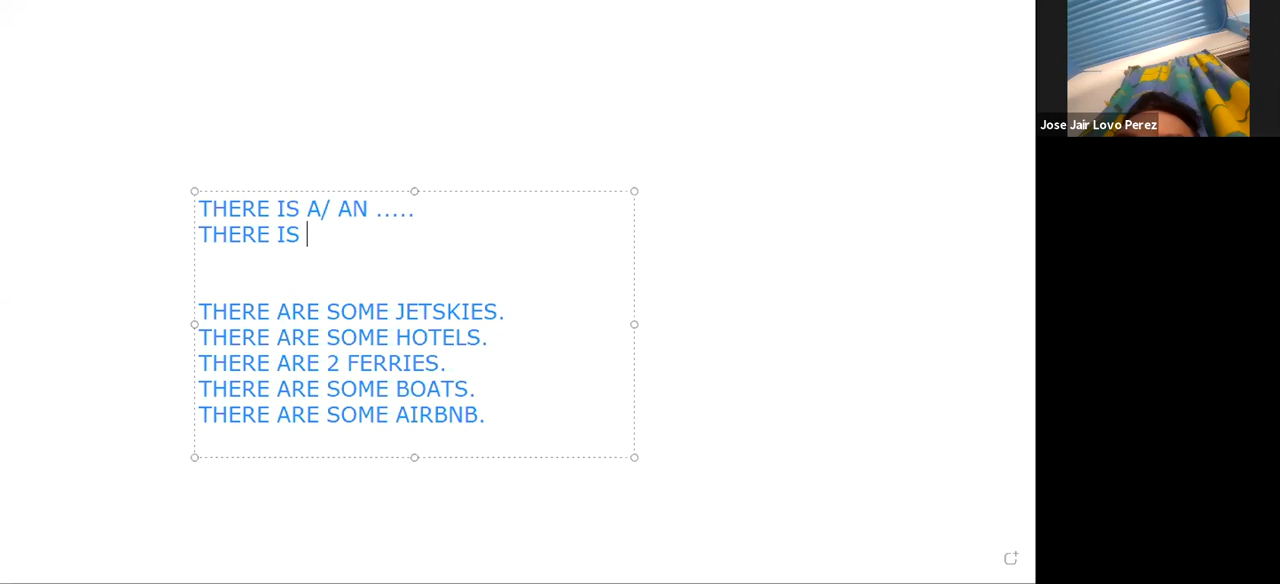 THERE IS A/ AN .....
THERE IS
THERE ARE SOME JETSKIES.
THERE ARE SOME HOTELS.
THERE ARE 2 FERRIES.
THERE ARE SOME BOATS.
THERE ARE SOME AIRBNB.
Jose Jair Lovo Perez